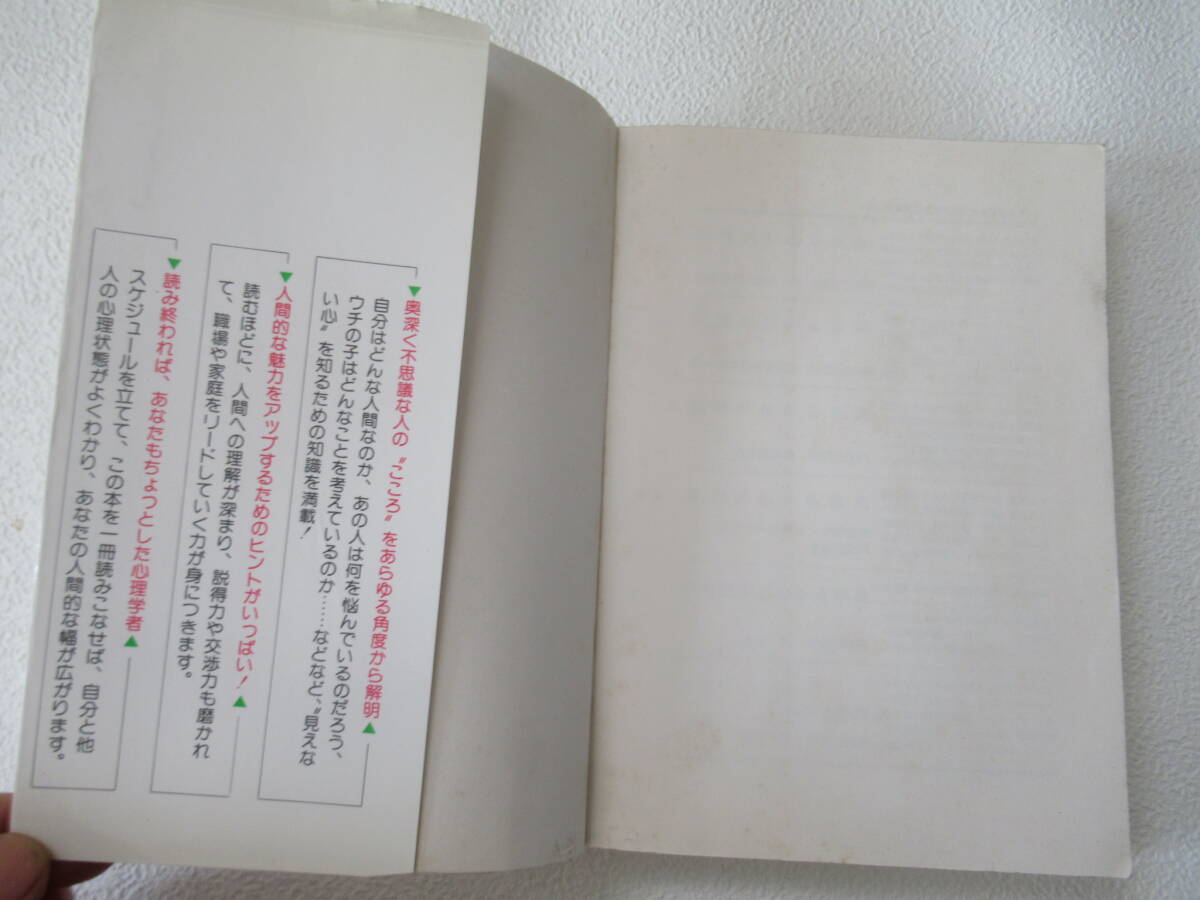 ▼奥深く不思議な人の〝こころ〟をあらゆる角度から解明▲
自分はどんな人間なのか、あの人は何を悩んでいるのだろう、
ウチの子はどんなことを考えているのか……などなど、〝見えな
い心〟を知るための知識を満載!
▼人間的な魅力をアップするためのヒントがいっぱい!▲
読むほどに、人間への理解が深まり、説得力や交渉力も磨かれ
て、職場や家庭をリードしていく力が身につきます。
▼読み終われば、あなたもちょっとした心理学者▲
スケジュールを立てて、この本を一冊読みこなせば、自分と他
人の心理状態がよくわかり、あなたの人間的な幅が広がります。